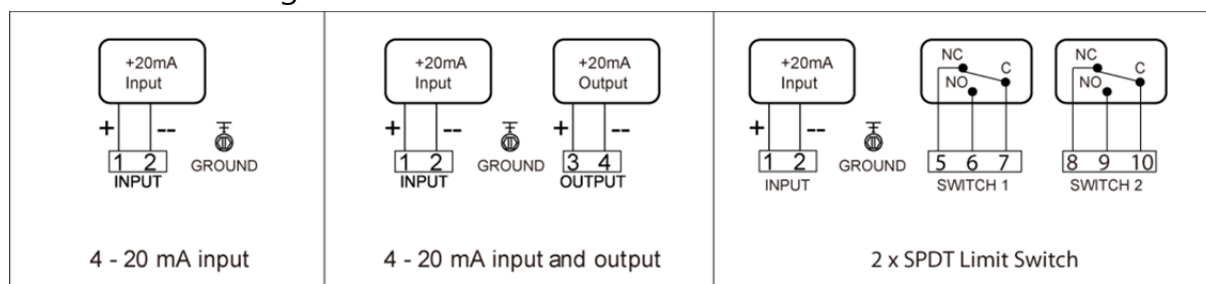 +20mA
Input
+ --
1 2
INPUT
GROUND
4 - 20 mA input
+20mA
Input
+ --
1 2
INPUT
GROUND
+20mA
Output
3 4
OUTPUT
4 - 20 mA input and output
+20mA
Input
+ --
1 2
INPUT
GROUND
NC
C
NO
5 6 7
SWITCH 1
NC
C
NO
8 9 10
SWITCH 2
2 x SPDT Limit Switch